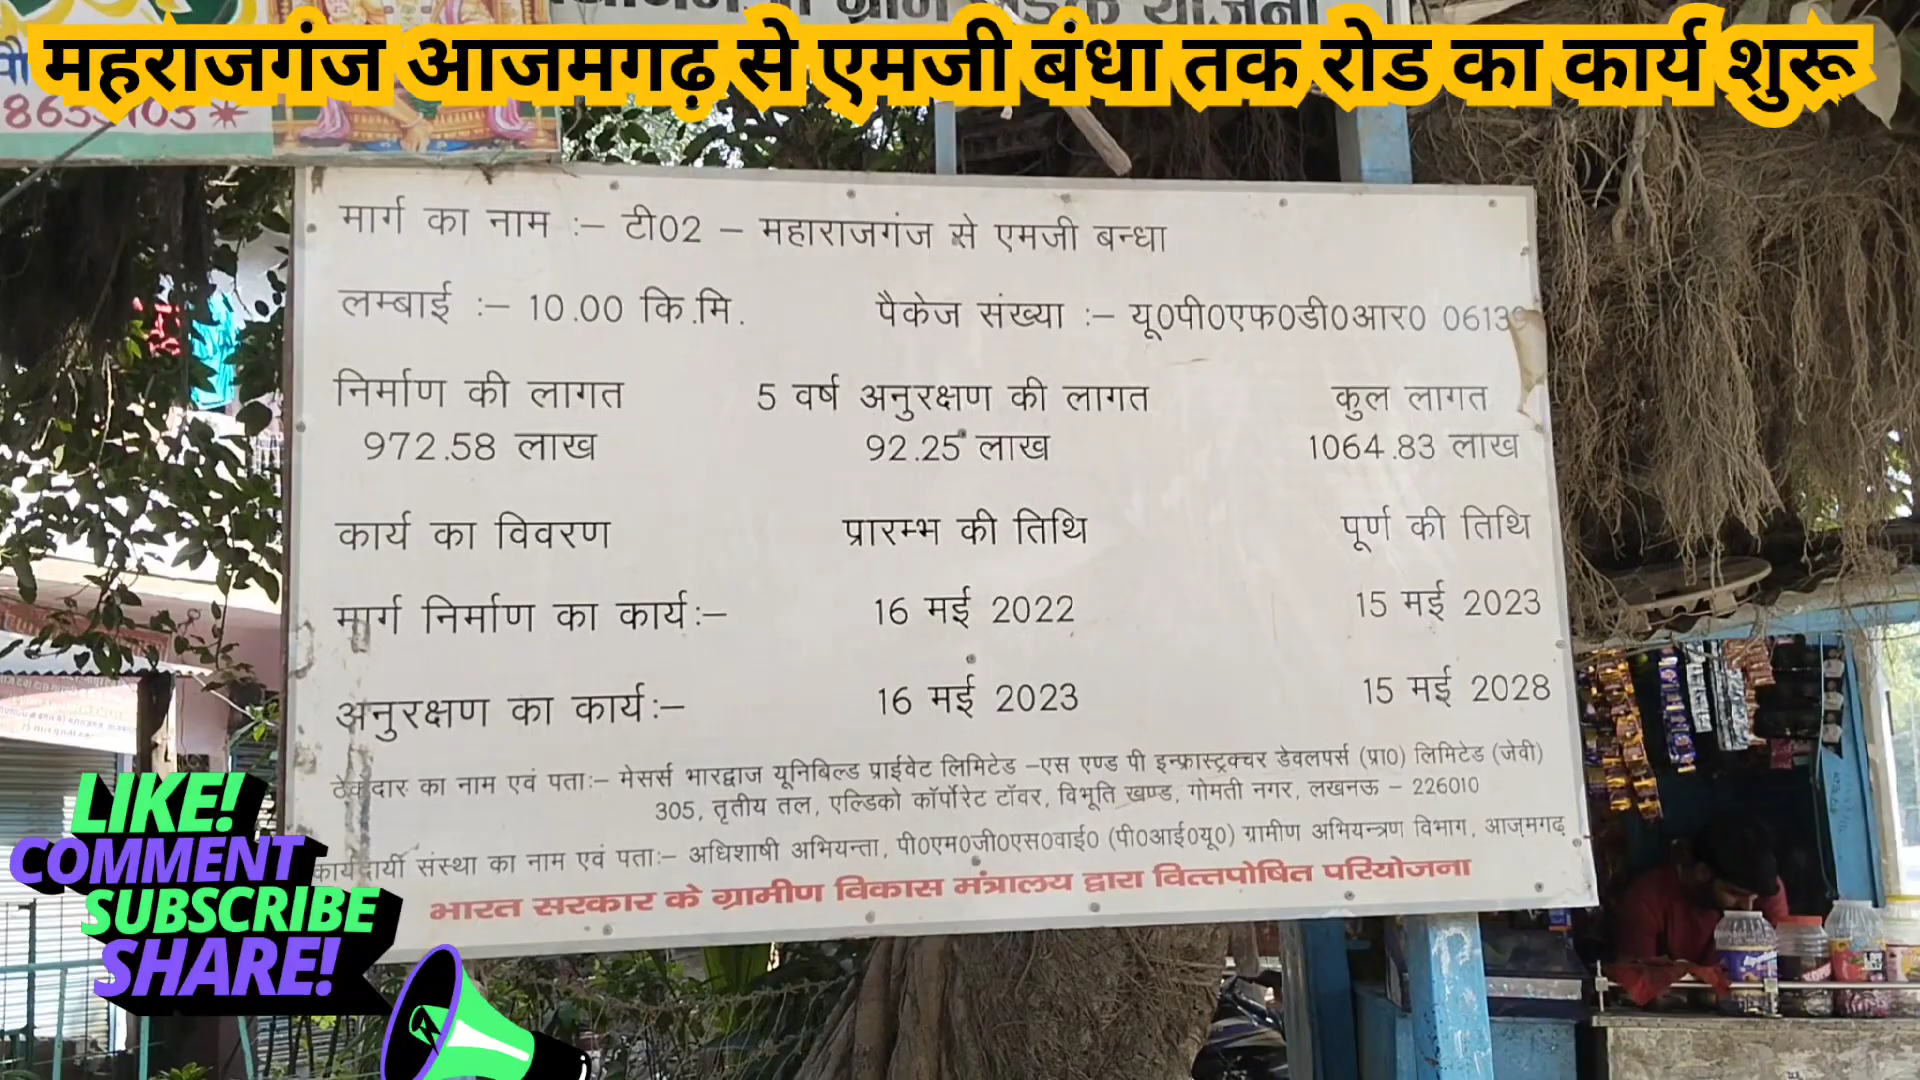 महराजगंज आजमगढ़ से एमजी बंधा तक रोड का कार्य शुरू
ग्राम सड़क योजना
मार्ग का नाम :– टी02 – महाराजगंज से एमजी बन्धा
लम्बाई :– 10.00 कि.मि. पैकेज संख्या :– यू0पी0एफ0डी0आर0 06139
निर्माण की लागत 5 वर्ष अनुरक्षण की लागत कुल लागत
972.58 लाख 92.25 लाख 1064.83 लाख
कार्य का विवरण प्रारम्भ की तिथि पूर्ण की तिथि
मार्ग निर्माण का कार्य:– 16 मई 2022 15 मई 2023
अनुरक्षण का कार्य:– 16 मई 2023 15 मई 2028
ठेकेदार का नाम एवं पता:– मेसर्स भारद्वाज यूनिबिल्ड प्राईवेट लिमिटेड –एस एण्ड पी इन्फ्रास्ट्रक्चर डेवलपर्स (प्रा0) लिमिटेड (जेवी)
305, तृतीय तल, एल्डिको कॉर्पोरेट टॉवर, विभूति खण्ड, गोमती नगर, लखनऊ – 226010
कार्यदायी संस्था का नाम एवं पता:– अधिशाषी अभियन्ता, पी0एम0जी0एस0वाई0 (पी0आई0यू0) ग्रामीण अभियन्त्रण विभाग, आजमगढ़
भारत सरकार के ग्रामीण विकास मंत्रालय द्वारा वित्तपोषित परियोजना
LIKE!
COMMENT
SUBSCRIBE
SHARE!